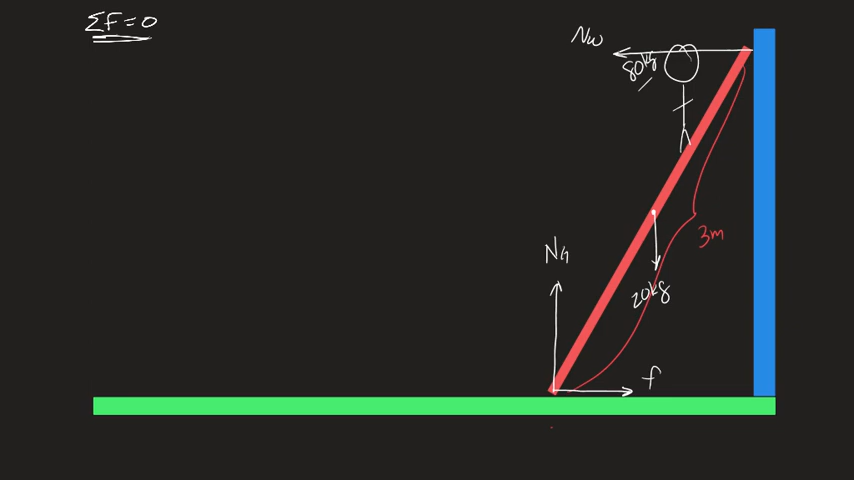 ΣF = 0
Nw
80kg
3m
NG
20kg
f